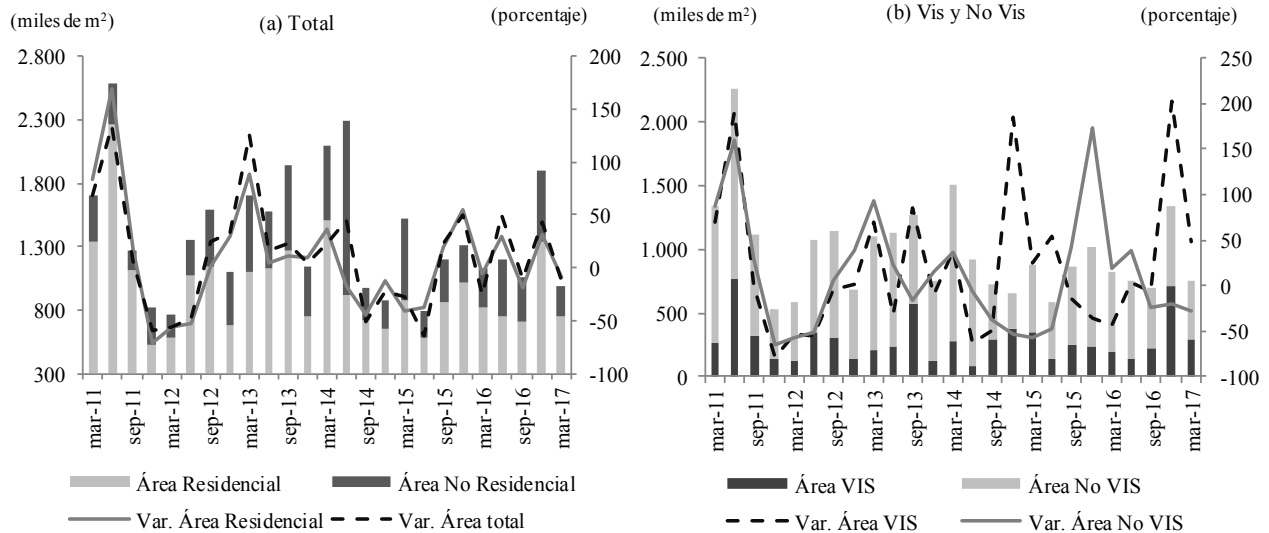 (miles de m²)
(a) Total
(porcentaje)
2.800
2.300
1.800
1.300
800
300
200
150
100
50
0
-50
-100
mar-11
sep-11
mar-12
sep-12
mar-13
sep-13
mar-14
sep-14
mar-15
sep-15
mar-16
sep-16
mar-17
Área Residencial
Área No Residencial
Var. Área Residencial
Var. Área total
(miles de m²)
(b) Vis y No Vis
(porcentaje)
2.500
2.000
1.500
1.000
500
0
250
200
150
100
50
0
-50
-100
mar-11
sep-11
mar-12
sep-12
mar-13
sep-13
mar-14
sep-14
mar-15
sep-15
mar-16
sep-16
mar-17
Área VIS
Área No VIS
Var. Área VIS
Var. Área No VIS